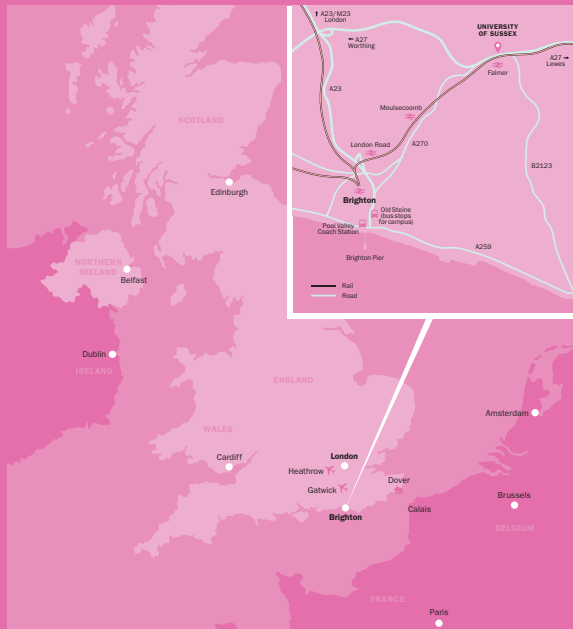 ↑ A23/M23
London
← A27
Worthing
UNIVERSITY
OF SUSSEX
A27 →
Lewes
Falmer
A23
Moulsecoomb
London Road
A270
B2123
Brighton
Old Steine
(bus stops
for campus)
Pool Valley
Coach Station
A259
Brighton Pier
Rail
Road
SCOTLAND
Edinburgh
NORTHERN
IRELAND
Belfast
Dublin
IRELAND
ENGLAND
WALES
Cardiff
London
Heathrow
Gatwick
Dover
Brighton
Calais
Amsterdam
Brussels
BELGIUM
FRANCE
Paris